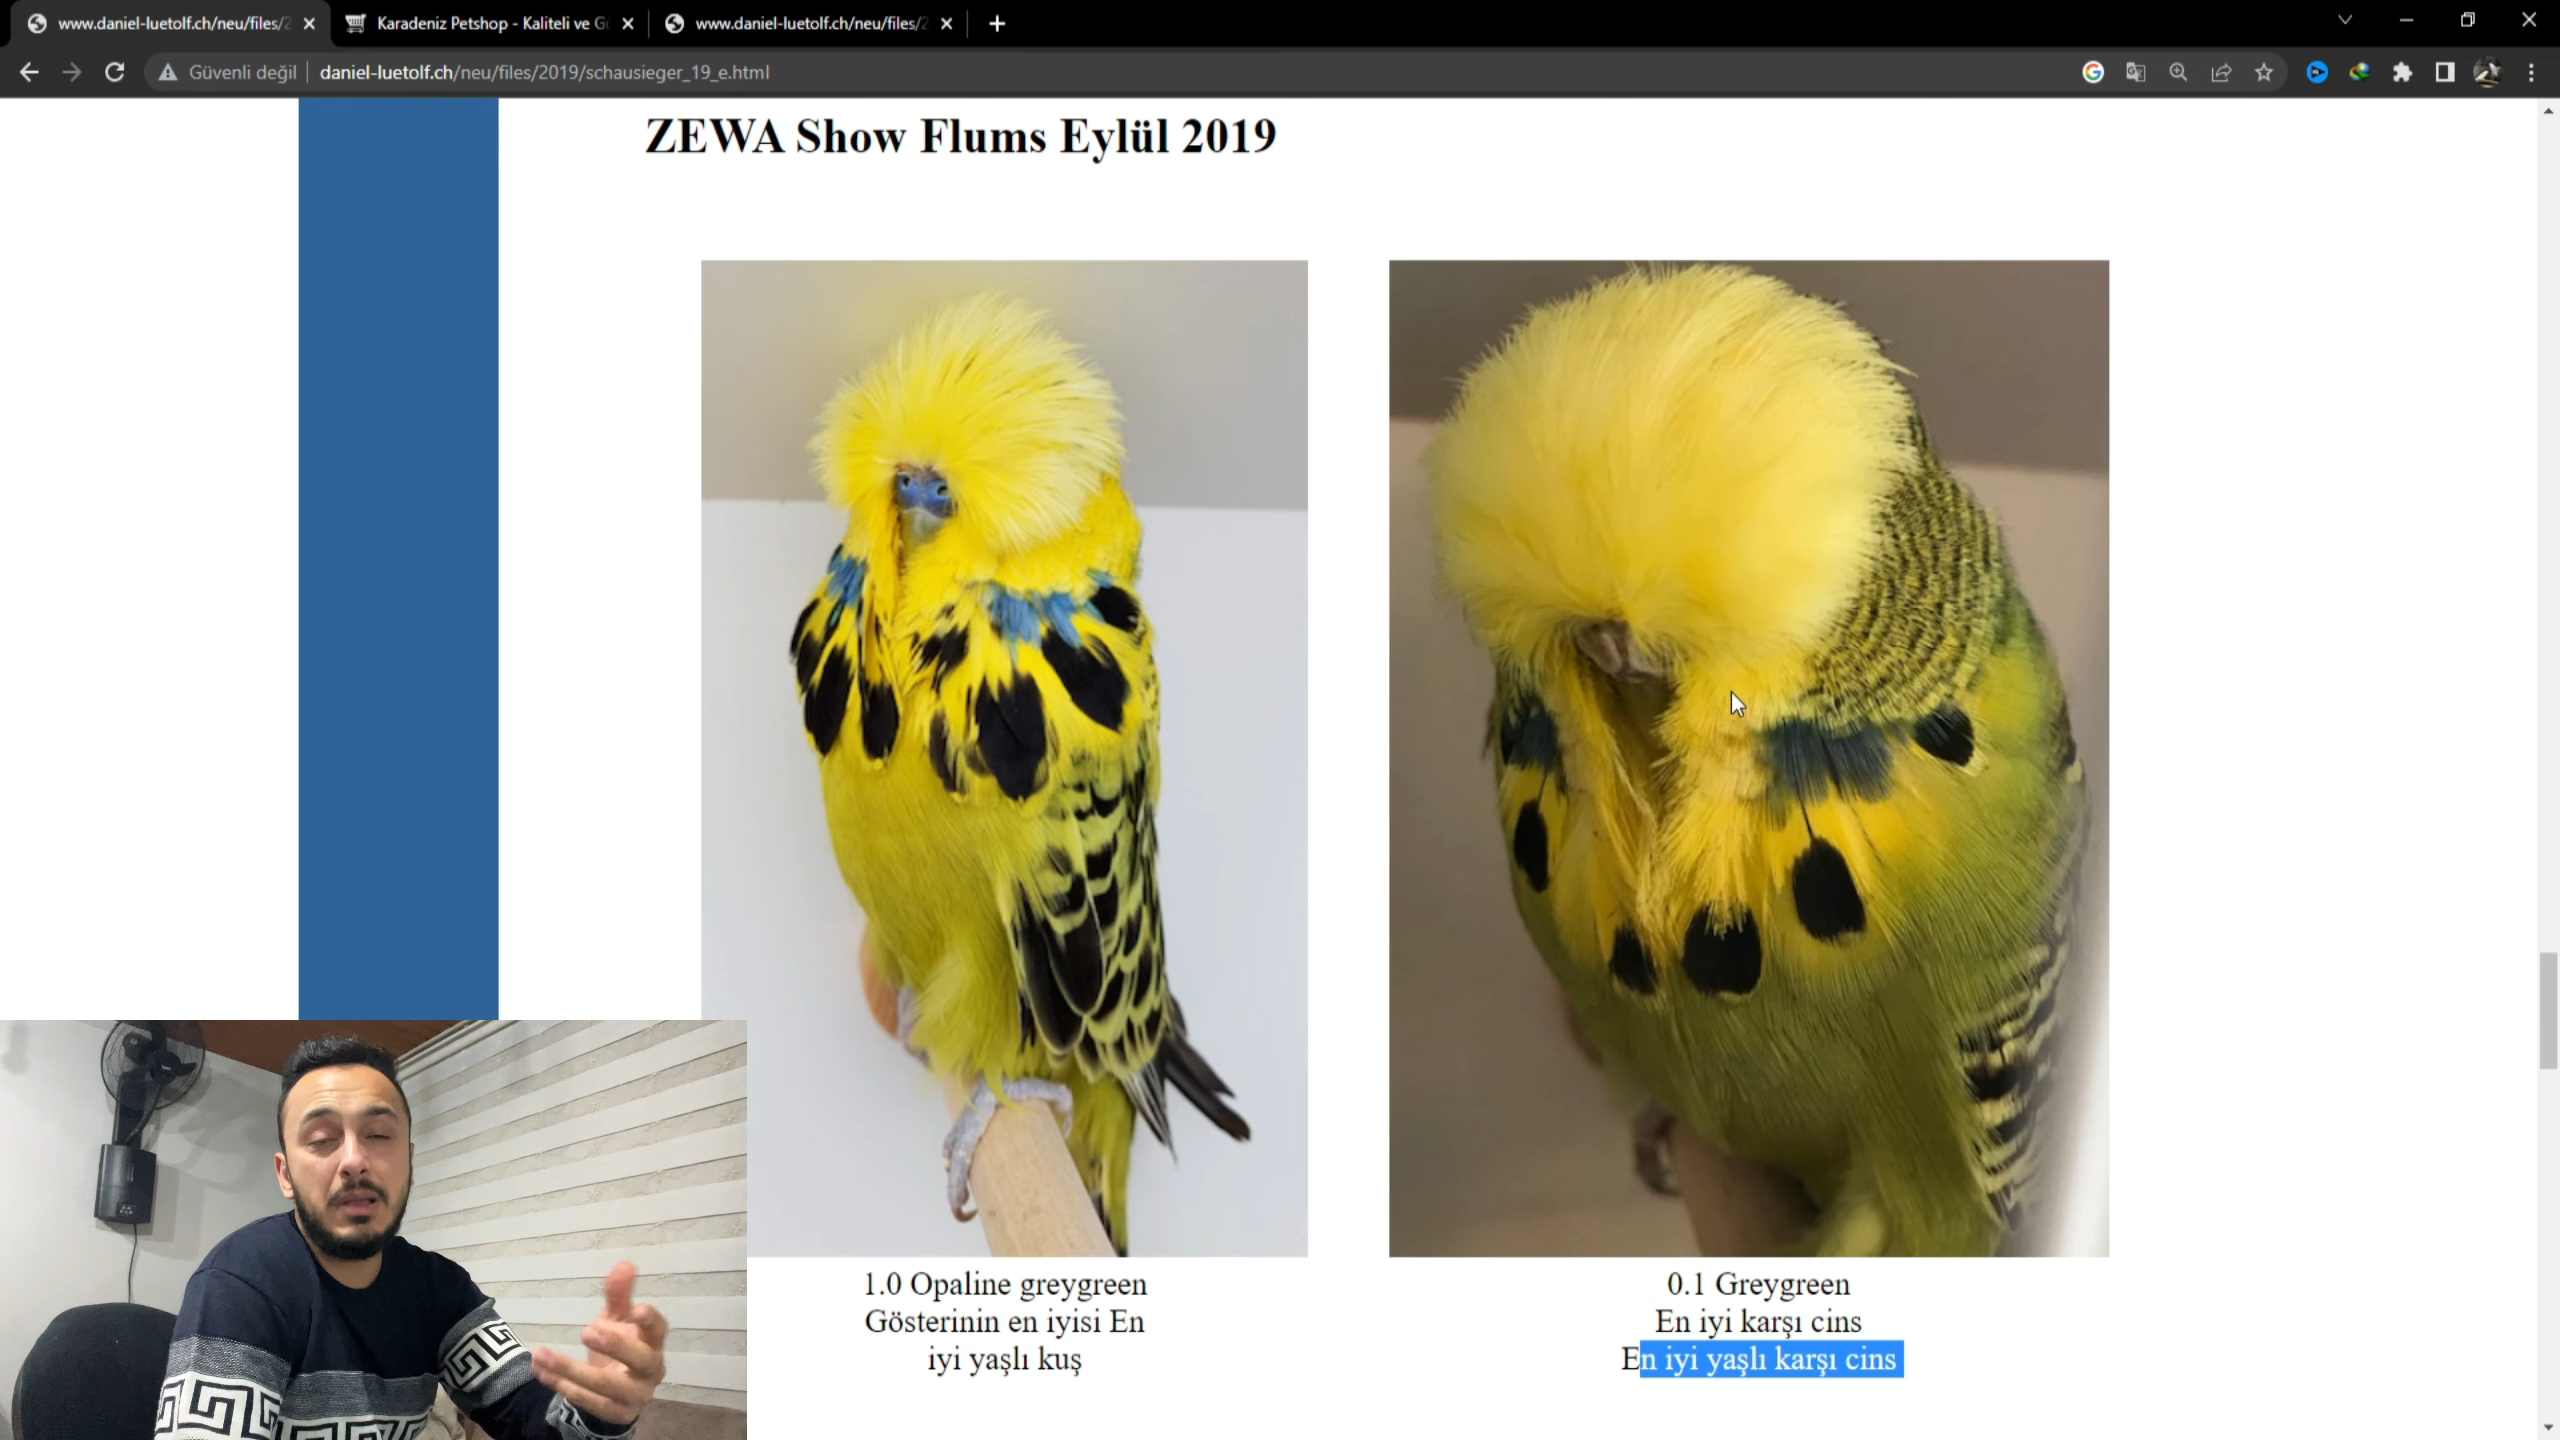 www.daniel-luetolf.ch/neu/files/2
Karadeniz Petshop - Kaliteli ve G
www.daniel-luetolf.ch/neu/files/2
Güvenli değil
daniel-luetolf.ch/neu/files/2019/schausieger_19_e.html
ZEWA Show Flums Eylül 2019
1.0 Opaline greygreen
Gösterinin en iyisi En
iyi yaşlı kuş
0.1 Greygreen
En iyi karşı cins
En iyi yaşlı karşı cins